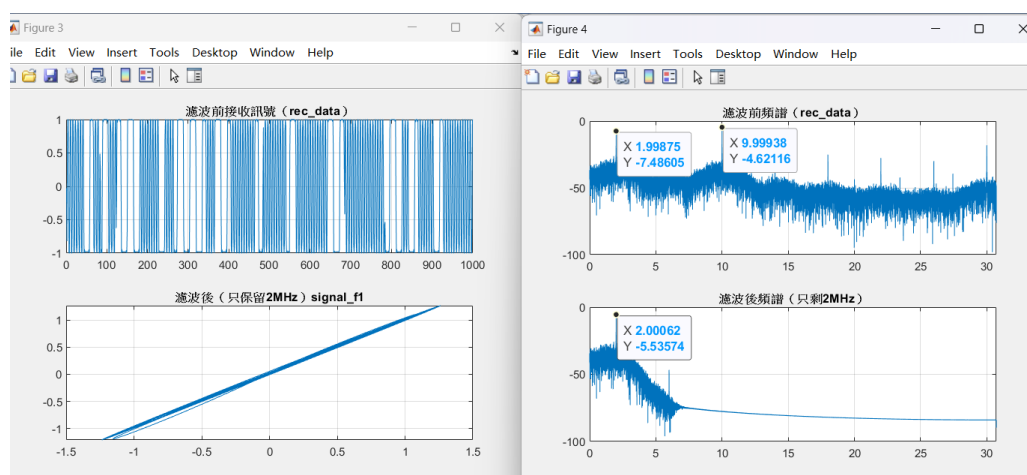 Figure 3
ile Edit View Insert Tools Desktop Window Help
濾波前接收訊號（rec_data）
1
0.5
0
-0.5
-1
0 100 200 300 400 500 600 700 800 900 1000
濾波後（只保留2MHz）signal_f1
1
0.5
0
-0.5
-1
-1.5 -1 -0.5 0 0.5 1 1.5
Figure 4
File Edit View Insert Tools Desktop Window Help
濾波前頻譜（rec_data）
0
-50
-100
X 1.99875
Y -7.48605
X 9.99938
Y -4.62116
0 5 10 15 20 25 30
濾波後頻譜（只剩2MHz）
0
-50
-100
X 2.00062
Y -5.53574
0 5 10 15 20 25 30